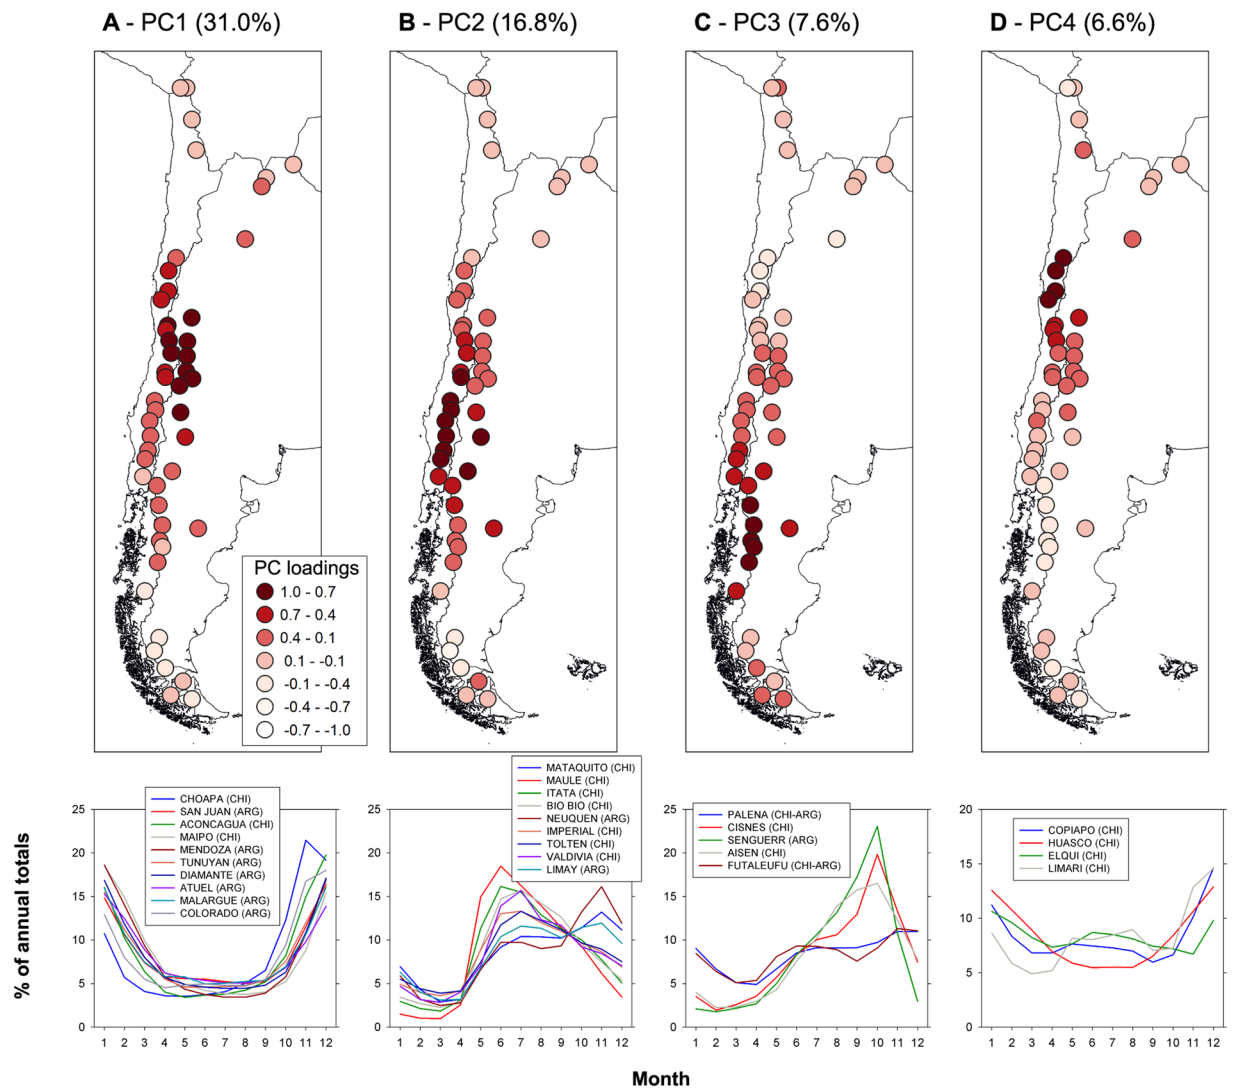 A - PC1 (31.0%)
B - PC2 (16.8%)
C - PC3 (7.6%)
D - PC4 (6.6%)
PC loadings
1.0 - 0.7
0.7 - 0.4
0.4 - 0.1
0.1 - -0.1
-0.1 - -0.4
-0.4 - -0.7
-0.7 - -1.0
% of annual totals
CHOAPA (CHI)
SAN JUAN (ARG)
ACONCAGUA (CHI)
MAIPO (CHI)
MENDOZA (ARG)
TUNUYAN (ARG)
DIAMANTE (ARG)
ATUEL (ARG)
MALARGUE (ARG)
COLORADO (ARG)
25
20
15
10
5
0
1 2 3 4 5 6 7 8 9 10 11 12
MATAQUITO (CHI)
MAULE (CHI)
ITATA (CHI)
BIO BIO (CHI)
NEUQUEN (ARG)
IMPERIAL (CHI)
TOLTEN (CHI)
VALDIVIA (CHI)
LIMAY (ARG)
25
20
15
10
5
0
1 2 3 4 5 6 7 8 9 10 11 12
PALENA (CHI-ARG)
CISNES (CHI)
SENGUERR (ARG)
AISEN (CHI)
FUTALEUFU (CHI-ARG)
25
20
15
10
5
0
1 2 3 4 5 6 7 8 9 10 11 12
COPIAPO (CHI)
HUASCO (CHI)
ELQUI (CHI)
LIMARI (CHI)
20
15
10
5
0
1 2 3 4 5 6 7 8 9 10 11 12
Month